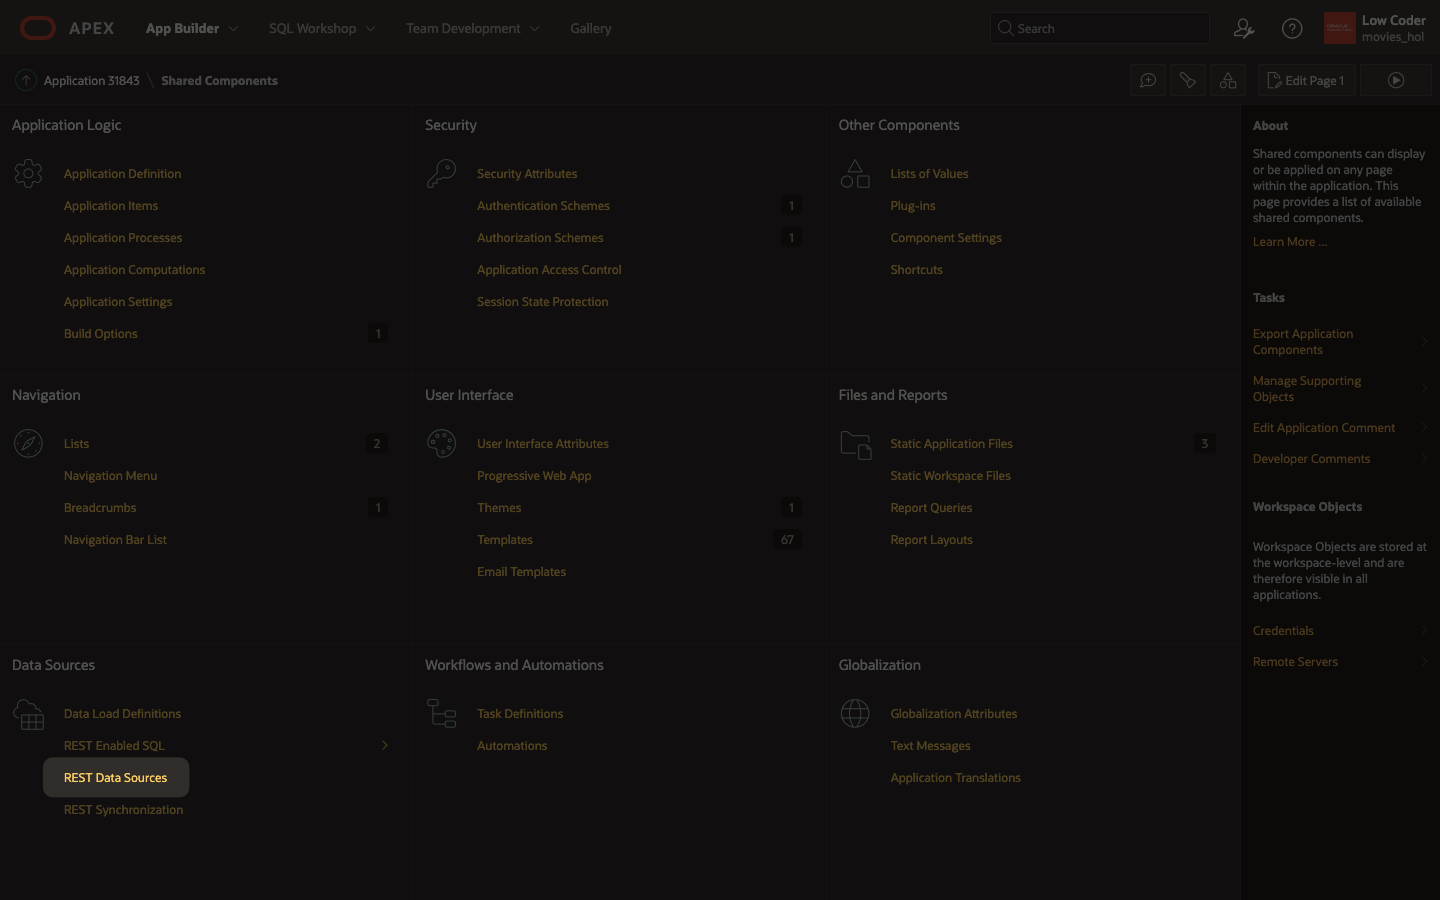 APEX App Builder SQL Workshop Team Development Gallery Search Low Coder
movies_hol
Application 31843 \ Shared Components Edit Page 1
Application Logic
Application Definition
Application Items
Application Processes
Application Computations
Application Settings
Build Options 1
Security
Security Attributes
Authentication Schemes 1
Authorization Schemes 1
Application Access Control
Session State Protection
Other Components
Lists of Values
Plug-ins
Component Settings
Shortcuts
Navigation
Lists 2
Navigation Menu
Breadcrumbs 1
Navigation Bar List
User Interface
User Interface Attributes
Progressive Web App
Themes 1
Templates 67
Email Templates
Files and Reports
Static Application Files 3
Static Workspace Files
Report Queries
Report Layouts
Data Sources
Data Load Definitions
REST Enabled SQL
REST Data Sources
REST Synchronization
Workflows and Automations
Task Definitions
Automations
Globalization
Globalization Attributes
Text Messages
Application Translations
About
Shared components can display
or be applied on any page
within the application. This
page provides a list of available
shared components.
Learn More ...
Tasks
Export Application
Components
Manage Supporting
Objects
Edit Application Comment
Developer Comments
Workspace Objects
Workspace Objects are stored at
the workspace-level and are
therefore visible in all
applications.
Credentials
Remote Servers